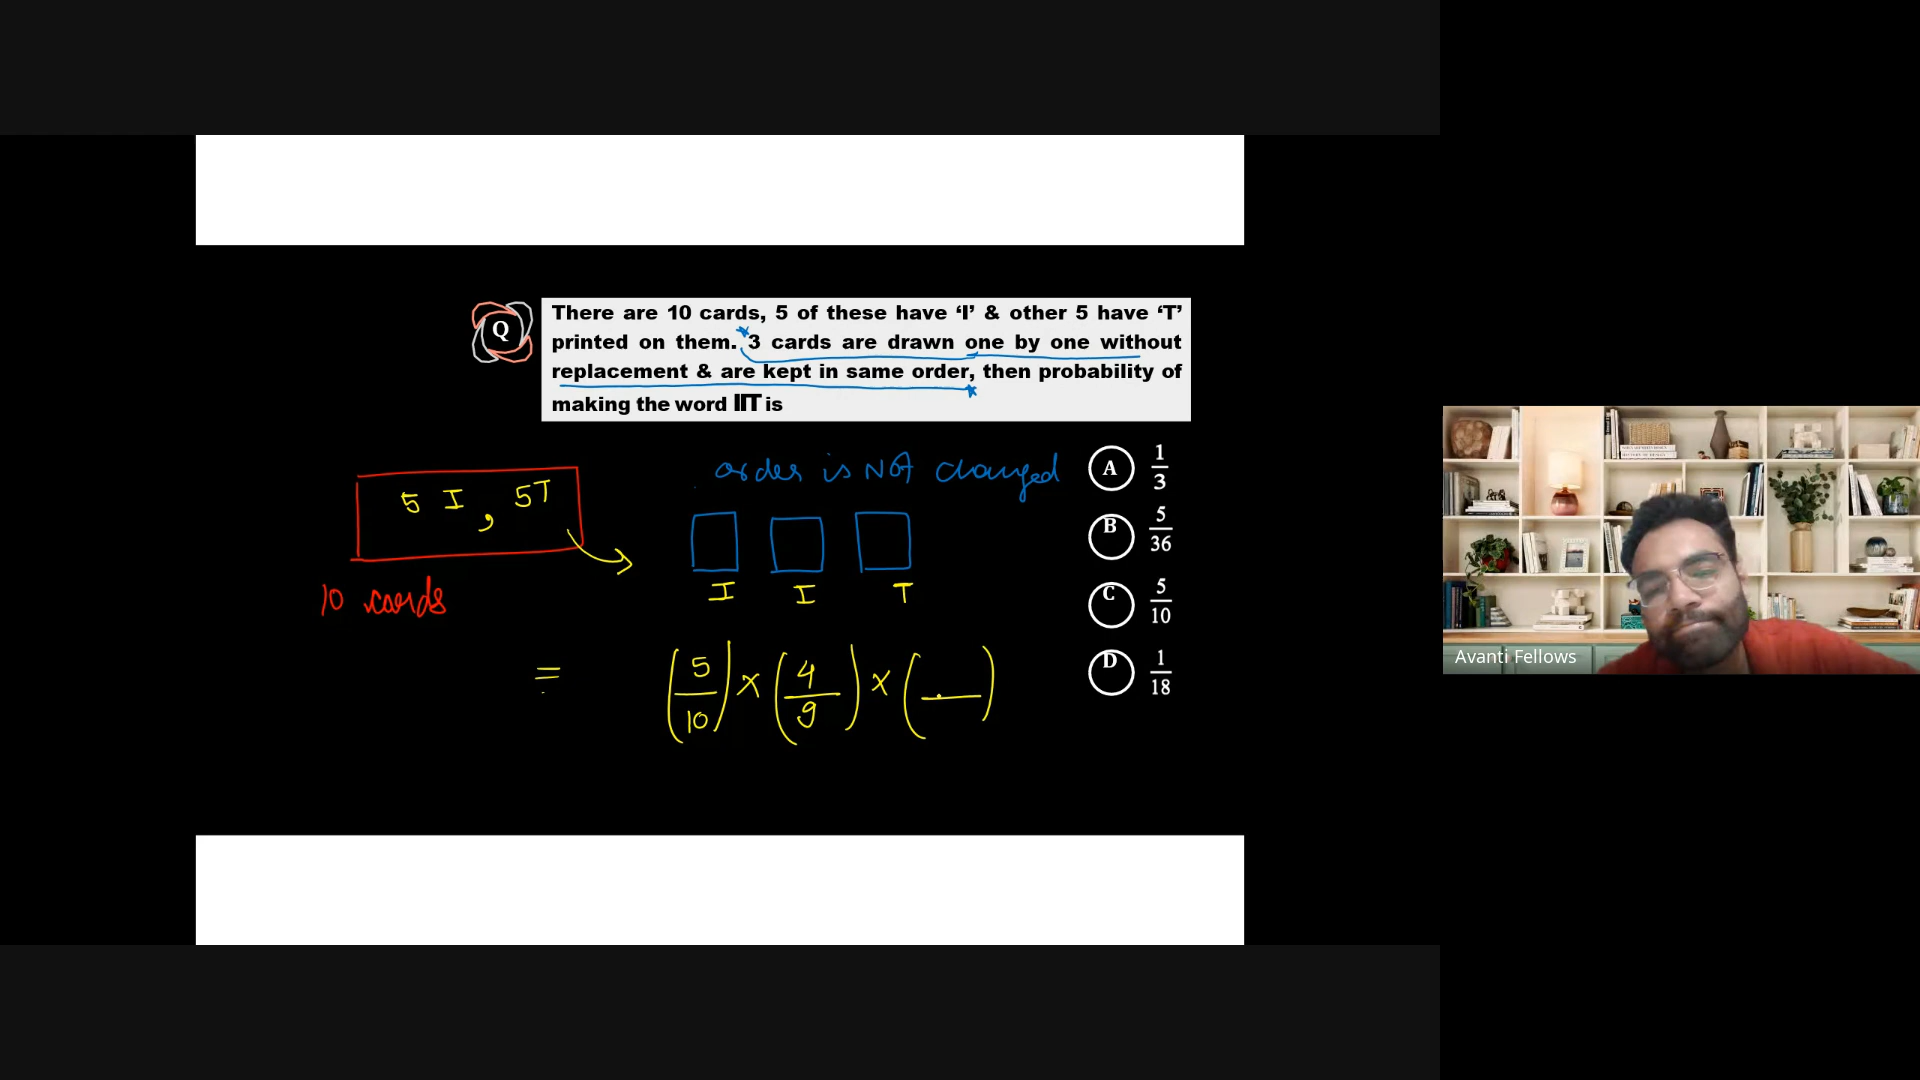 Q
There are 10 cards, 5 of these have ‘I’ & other 5 have ‘T’
printed on them. 3 cards are drawn one by one without
replacement & are kept in same order, then probability of
making the word IIT is
order is NOT changed
5 I , 5T
10 cards
I I T
= (5/10) × (4/9) × ( )
A 1/3
B 5/36
C 5/10
D 1/18
Avanti Fellows